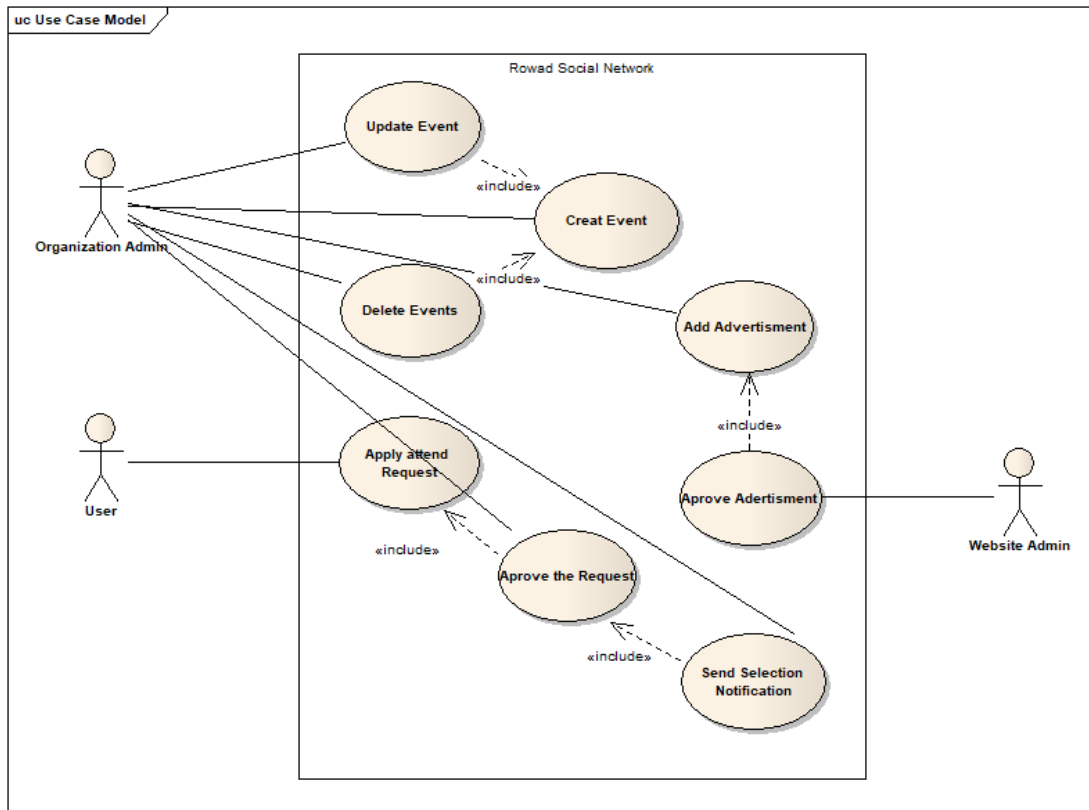 uc Use Case Model
Rowad Social Network
Update Event
«include»
Creat Event
Organization Admin
«include»
Delete Events
Add Advertisment
«include»
Apply attend
Request
User
Aprove Adertisment
Website Admin
«include»
Aprove the Request
«include»
Send Selection
Notification